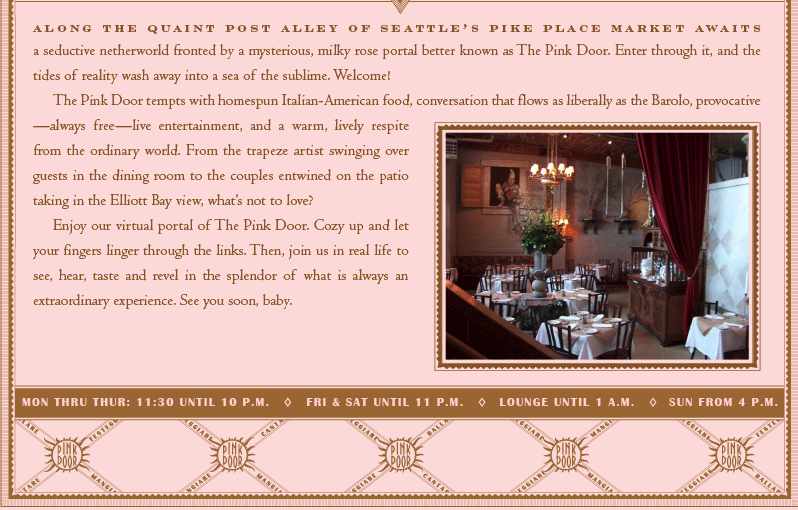 ALONG THE QUAINT POST ALLEY OF SEATTLE'S PIKE PLACE MARKET AWAITS
a seductive netherworld fronted by a mysterious, milky rose portal better known as The Pink Door. Enter through it, and the
tides of reality wash away into a sea of the sublime. Welcome!
The Pink Door tempts with homespun Italian-American food, conversation that flows as liberally as the Barolo, provocative
—always free—live entertainment, and a warm, lively respite
from the ordinary world. From the trapeze artist swinging over
guests in the dining room to the couples entwined on the patio
taking in the Elliott Bay view, what's not to love?
Enjoy our virtual portal of The Pink Door. Cozy up and let
your fingers linger through the links. Then, join us in real life to
see, hear, taste and revel in the splendor of what is always an
extraordinary experience. See you soon, baby.
MON THRU THUR: 11:30 UNTIL 10 P.M. ◊ FRI & SAT UNTIL 11 P.M. ◊ LOUNGE UNTIL 1 A.M. ◊ SUN FROM 4 P.M.
PINK DOOR PINK DOOR PINK DOOR PINK DOOR PINK DOOR